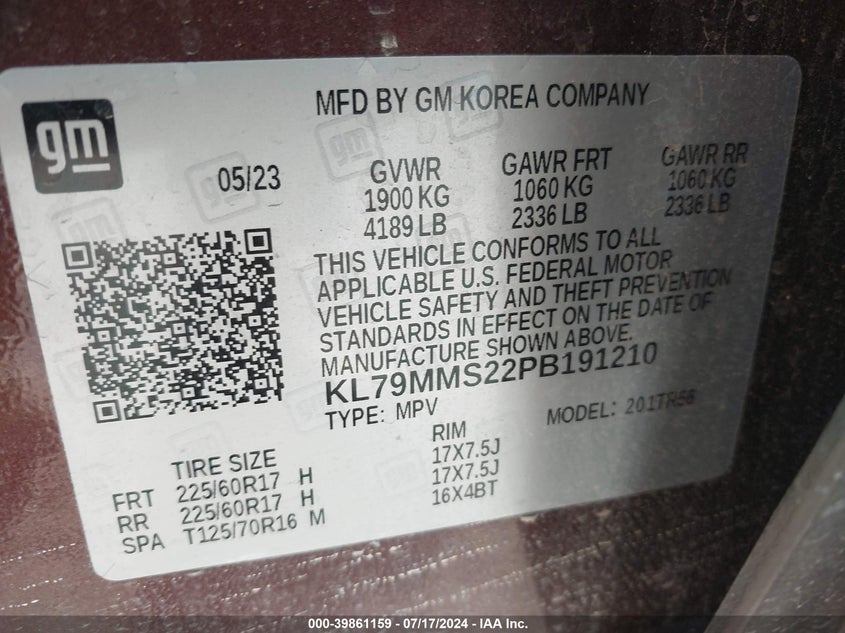 gm
MFD BY GM KOREA COMPANY
05/23
GVWR GAWR FRT GAWR RR
1900 KG 1060 KG 1060 KG
4189 LB 2336 LB 2336 LB
THIS VEHICLE CONFORMS TO ALL
APPLICABLE U.S. FEDERAL MOTOR
VEHICLE SAFETY AND THEFT PREVENTION
STANDARDS IN EFFECT ON THE DATE OF
MANUFACTURE SHOWN ABOVE.
KL79MMS22PB191210
TYPE: MPV MODEL: 201TR56
TIRE SIZE RIM
FRT 225/60R17 H 17X7.5J
RR 225/60R17 H 17X7.5J
SPA T125/70R16 M 16X4BT
000-39861159 - 07/17/2024 - IAA Inc.